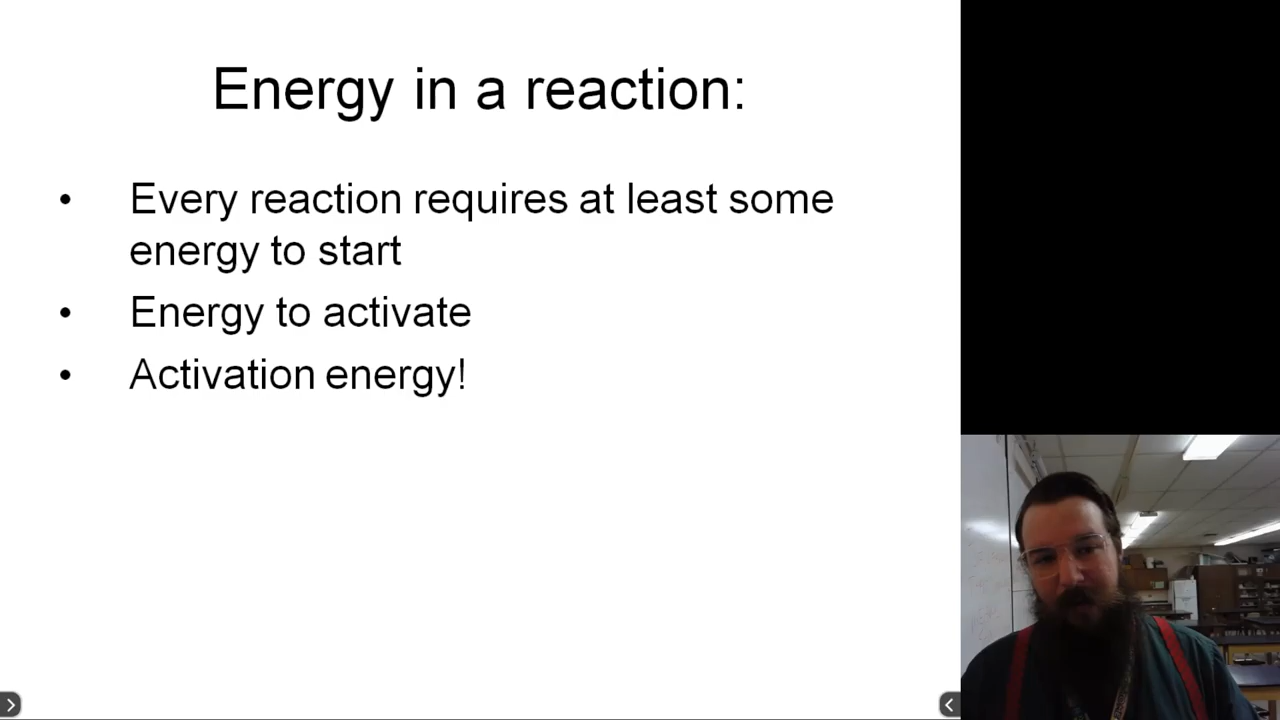 Energy in a reaction:
• Every reaction requires at least some
energy to start
• Energy to activate
• Activation energy!